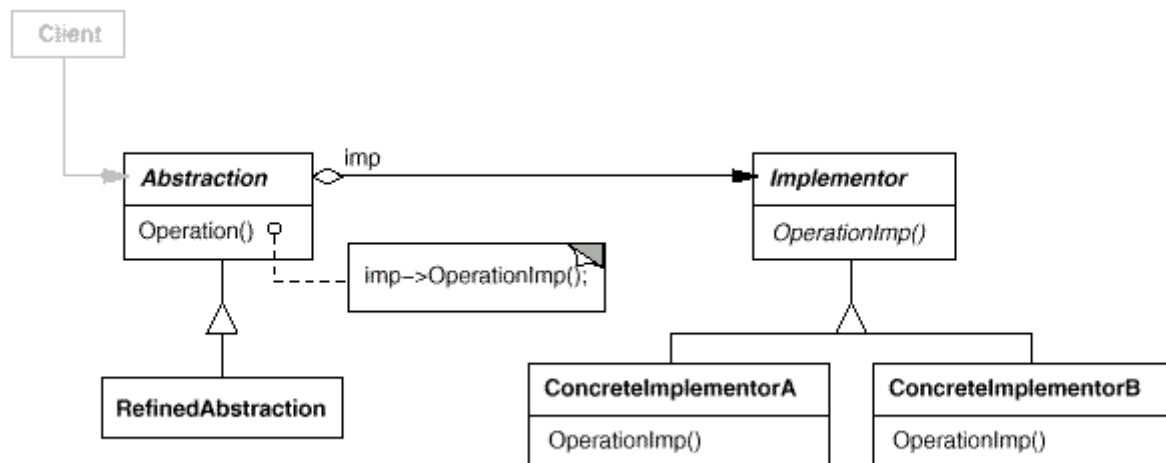 Client
imp
Abstraction
Implementor
Operation()
OperationImp()
imp->OperationImp();
RefinedAbstraction
ConcreteImplementorA
ConcreteImplementorB
OperationImp()
OperationImp()